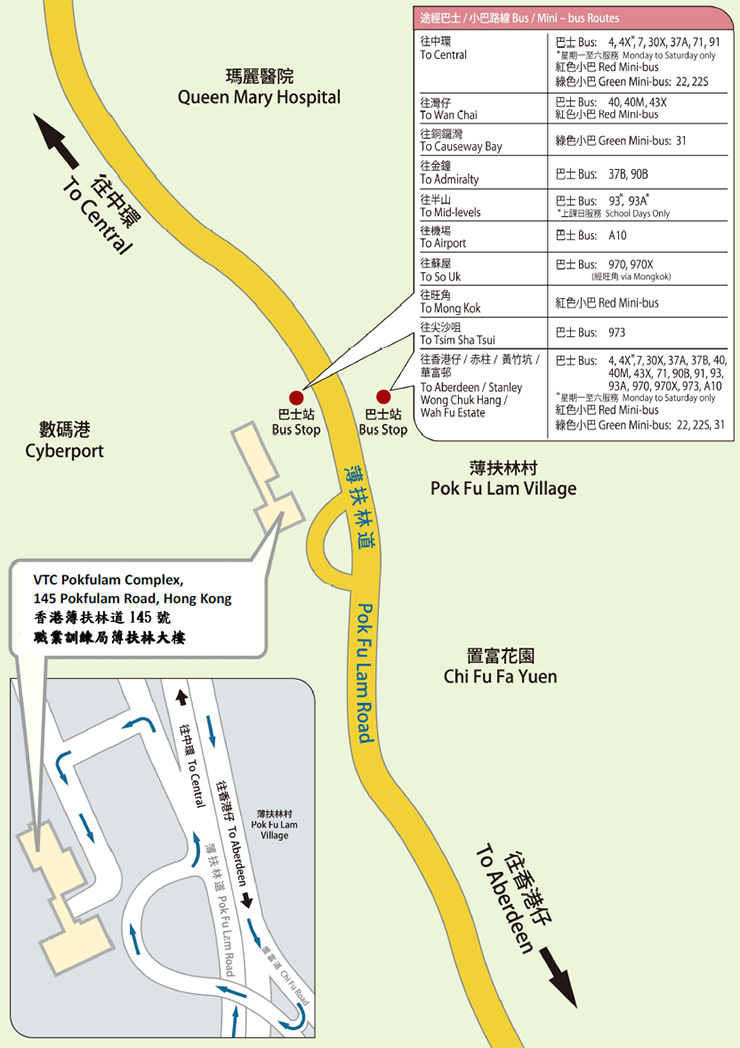 途經巴士 / 小巴路線 Bus / Mini – bus Routes
往中環
To Central
巴士 Bus: 4, 4X*, 7, 30X, 37A, 71, 91
*星期一至六服務 Monday to Saturday only
紅色小巴 Red Mini-bus
綠色小巴 Green Mini-bus: 22, 22S
往灣仔
To Wan Chai
巴士 Bus: 40, 40M, 43X
紅色小巴 Red Mini-bus
往銅鑼灣
To Causeway Bay
綠色小巴 Green Mini-bus: 31
往金鐘
To Admiralty
巴士 Bus: 37B, 90B
往半山
To Mid-levels
巴士 Bus: 93*, 93A*
*上課日服務 School Days Only
往機場
To Airport
巴士 Bus: A10
往蘇屋
To So Uk
巴士 Bus: 970, 970X
(經旺角 via Mongkok)
往旺角
To Mong Kok
紅色小巴 Red Mini-bus
往尖沙咀
To Tsim Sha Tsui
巴士 Bus: 973
往香港仔 / 赤柱 / 黃竹坑 /
華富邨
To Aberdeen / Stanley
Wong Chuk Hang /
Wah Fu Estate
巴士 Bus: 4, 4X*, 7, 30X, 37A, 37B, 40,
40M, 43X, 71, 90B, 91, 93,
93A, 970, 970X, 973, A10
*星期一至六服務 Monday to Saturday only
紅色小巴 Red Mini-bus
綠色小巴 Green Mini-bus: 22, 22S, 31
瑪麗醫院
Queen Mary Hospital
往中環
To Central
巴士站
Bus Stop
巴士站
Bus Stop
數碼港
Cyberport
薄扶林村
Pok Fu Lam Village
薄扶林道 Pok Fu Lam Road
VTC Pokfulam Complex,
145 Pokfulam Road, Hong Kong
香港薄扶林道 145 號
職業訓練局薄扶林大樓
置富花園
Chi Fu Fa Yuen
往中環 To Central
往香港仔 To Aberdeen
薄扶林村
Pok Fu Lam
Village
薄扶林道 Pok Fu Lam Road
置富道 Chi Fu Road
往香港仔
To Aberdeen